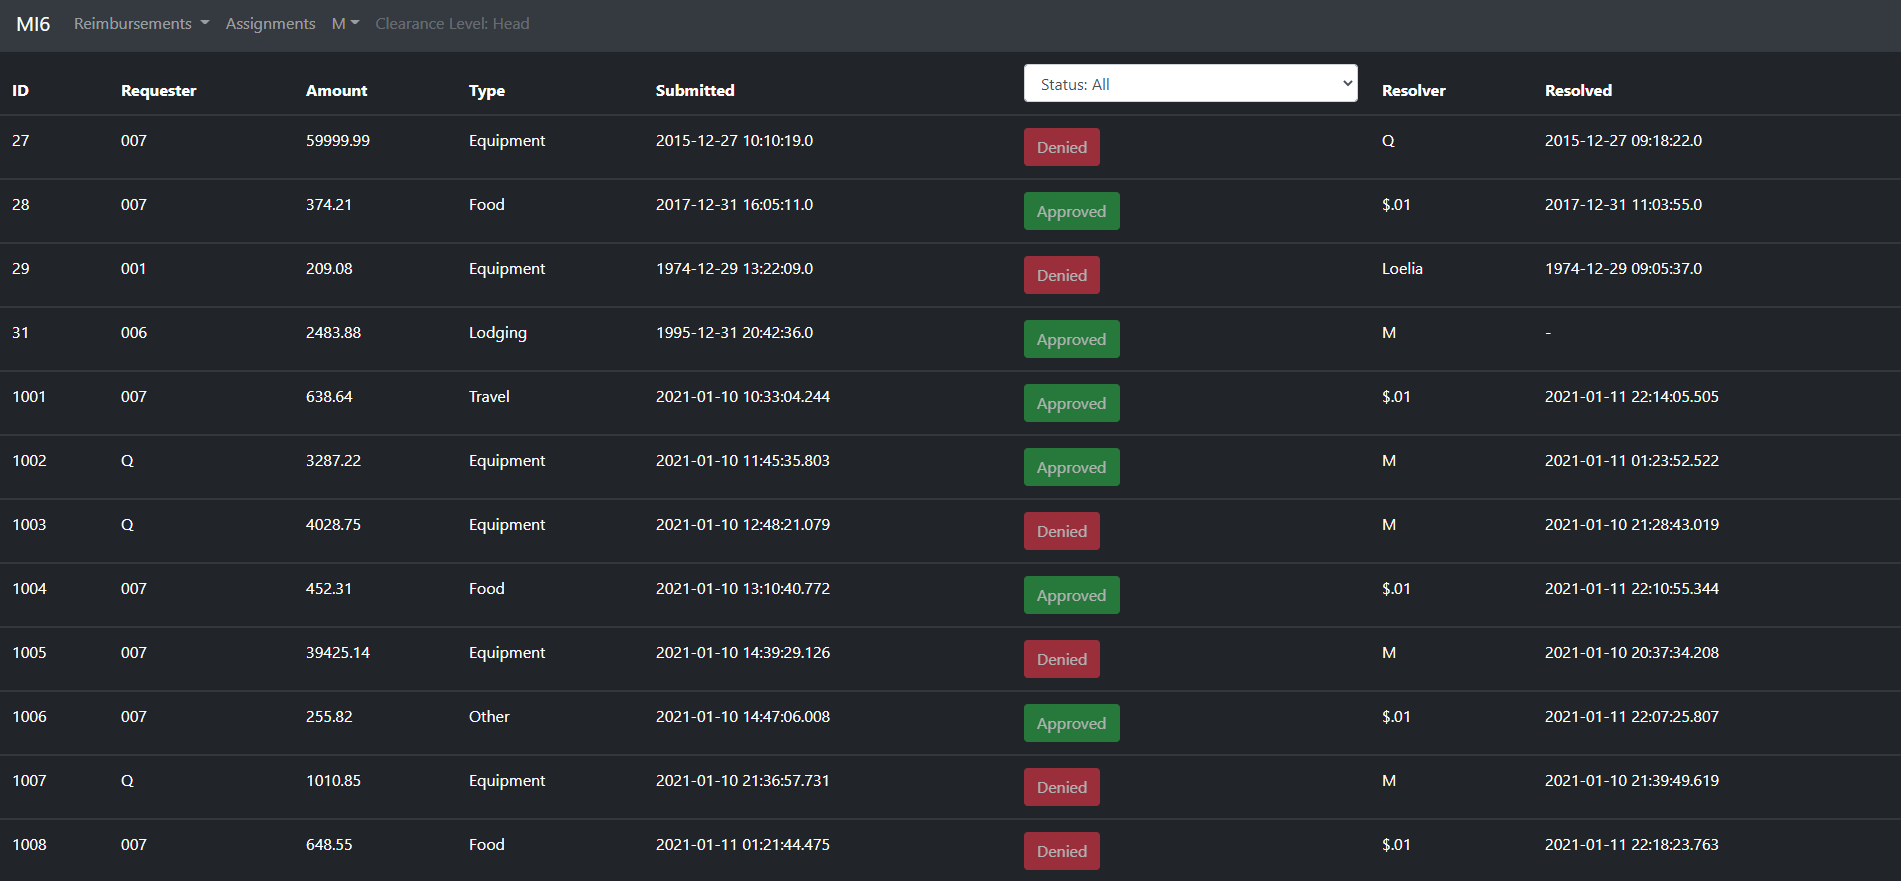 MI6 Reimbursements Assignments M Clearance Level: Head
ID Requester Amount Type Submitted Status: All Resolver Resolved
27 007 59999.99 Equipment 2015-12-27 10:10:19.0 Denied Q 2015-12-27 09:18:22.0
28 007 374.21 Food 2017-12-31 16:05:11.0 Approved $.01 2017-12-31 11:03:55.0
29 001 209.08 Equipment 1974-12-29 13:22:09.0 Denied Loelia 1974-12-29 09:05:37.0
31 006 2483.88 Lodging 1995-12-31 20:42:36.0 Approved M -
1001 007 638.64 Travel 2021-01-10 10:33:04.244 Approved $.01 2021-01-11 22:14:05.505
1002 Q 3287.22 Equipment 2021-01-10 11:45:35.803 Approved M 2021-01-11 01:23:52.522
1003 Q 4028.75 Equipment 2021-01-10 12:48:21.079 Denied M 2021-01-10 21:28:43.019
1004 007 452.31 Food 2021-01-10 13:10:40.772 Approved $.01 2021-01-11 22:10:55.344
1005 007 39425.14 Equipment 2021-01-10 14:39:29.126 Denied M 2021-01-10 20:37:34.208
1006 007 255.82 Other 2021-01-10 14:47:06.008 Approved $.01 2021-01-11 22:07:25.807
1007 Q 1010.85 Equipment 2021-01-10 21:36:57.731 Denied M 2021-01-10 21:39:49.619
1008 007 648.55 Food 2021-01-11 01:21:44.475 Denied $.01 2021-01-11 22:18:23.763